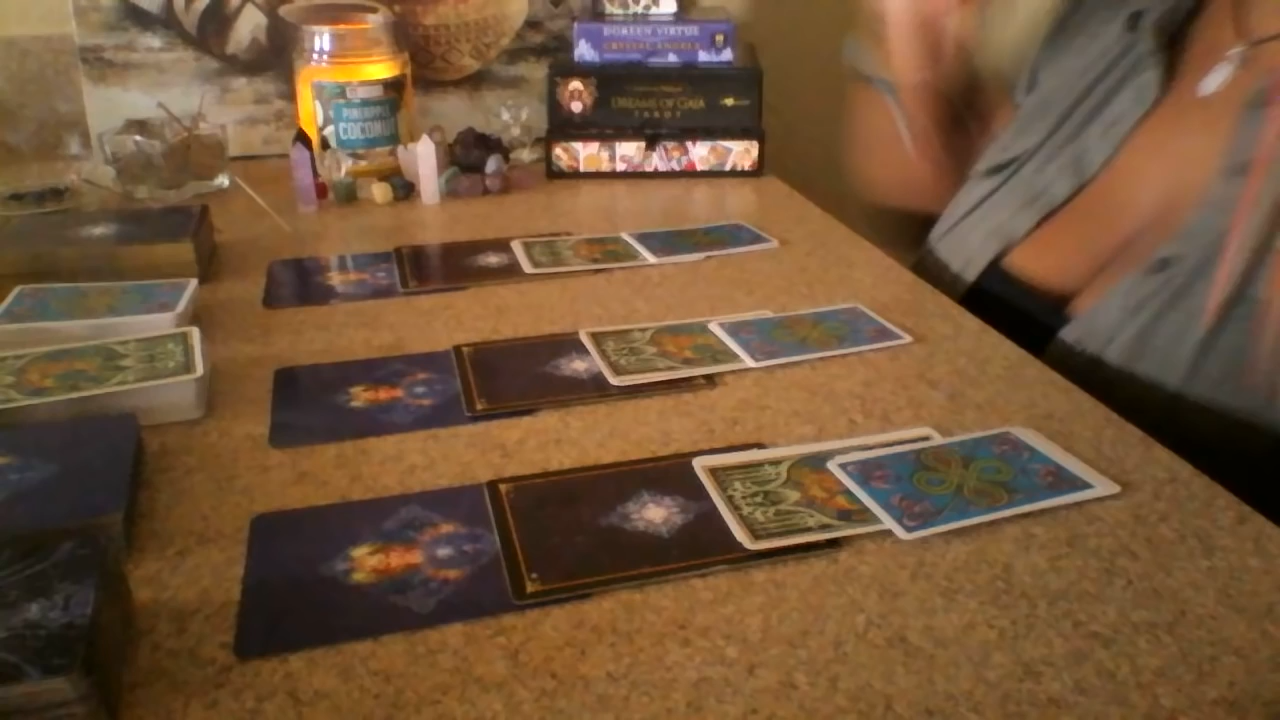 DOREEN VIRTUE
CRYSTAL ANGELS
DREAMS OF GAIA
TAROT
PINEAPPLE
COCONUT